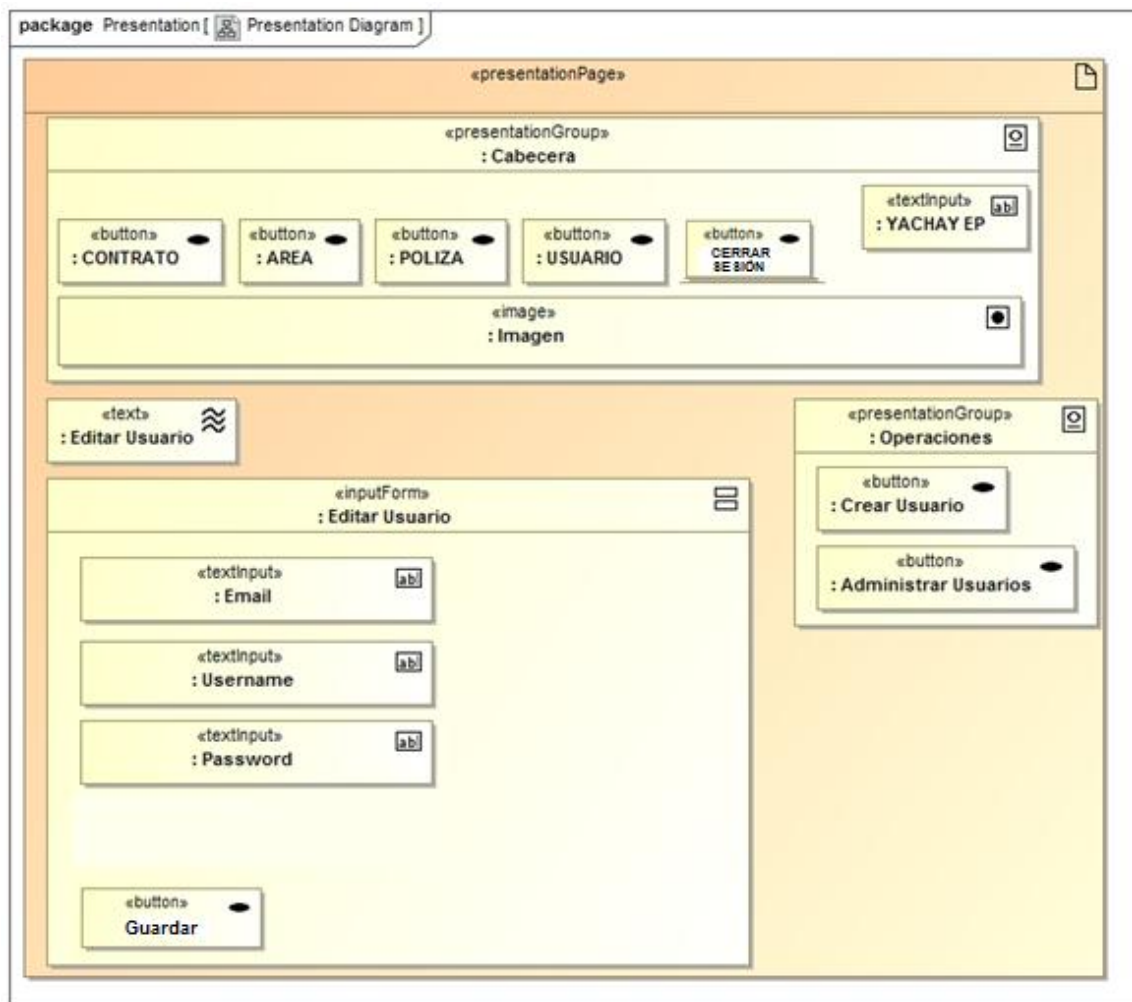 package Presentation [ Presentation Diagram ]
«presentationPage»
«presentationGroup»
: Cabecera
«textInput»
: YACHAY EP
«button»
: CONTRATO
«button»
: AREA
«button»
: POLIZA
«button»
: USUARIO
«button»
CERRAR
SESIÓN
«image»
: Imagen
«text»
: Editar Usuario
«presentationGroup»
: Operaciones
«button»
: Crear Usuario
«button»
: Administrar Usuarios
«inputForm»
: Editar Usuario
«textInput»
: Email
«textInput»
: Username
«textInput»
: Password
«button»
Guardar